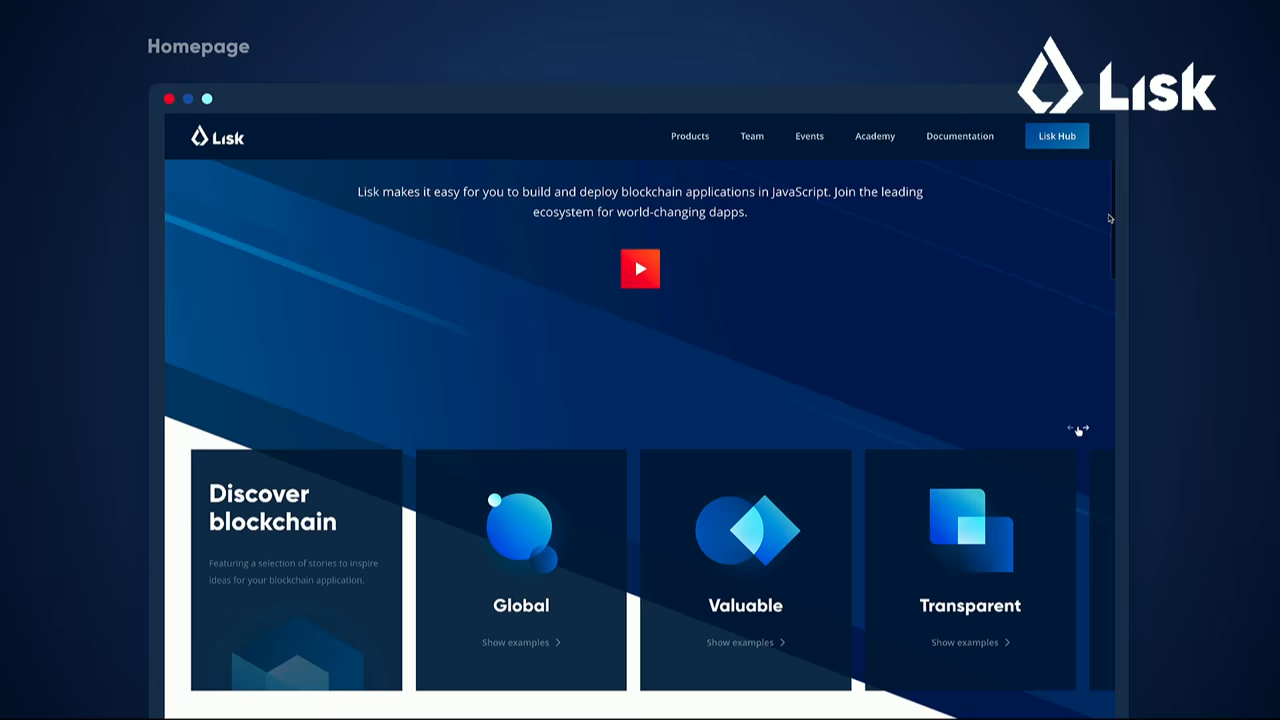 Homepage
Lisk
Lisk
Products Team Events Academy Documentation Lisk Hub
Lisk makes it easy for you to build and deploy blockchain applications in JavaScript. Join the leading
ecosystem for world-changing dapps.
Discover
blockchain
Featuring a selection of stories to inspire
ideas for your blockchain application.
Global
Show examples
Valuable
Show examples
Transparent
Show examples